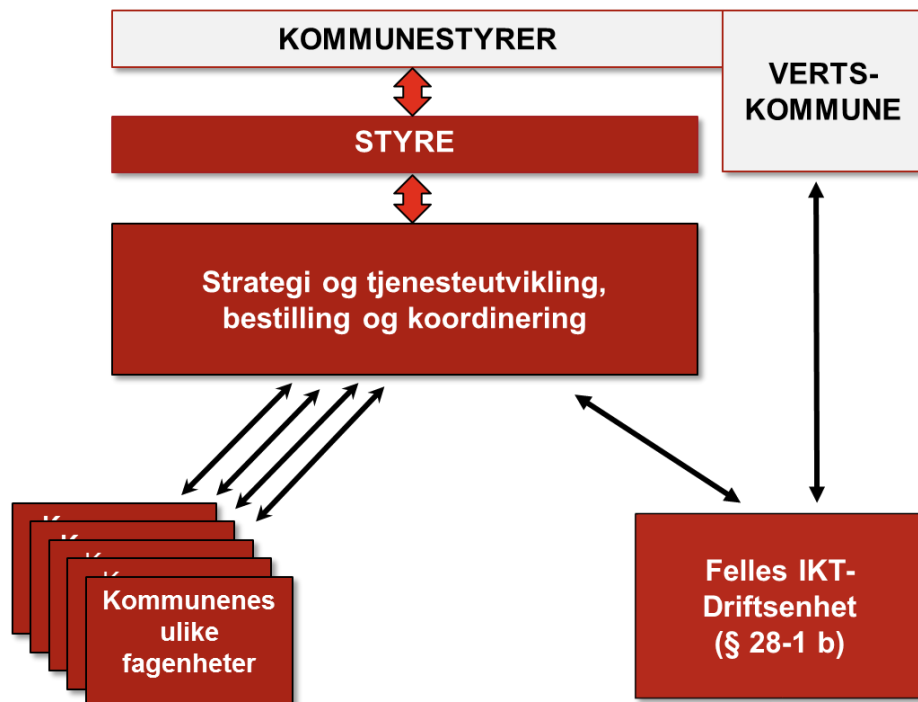 KOMMUNESTYRER
VERTS-
KOMMUNE
STYRE
Strategi og tjenesteutvikling,
bestilling og koordinering
Kommunenes
ulike
fagenheter
Felles IKT-
Driftsenhet
(§ 28-1 b)